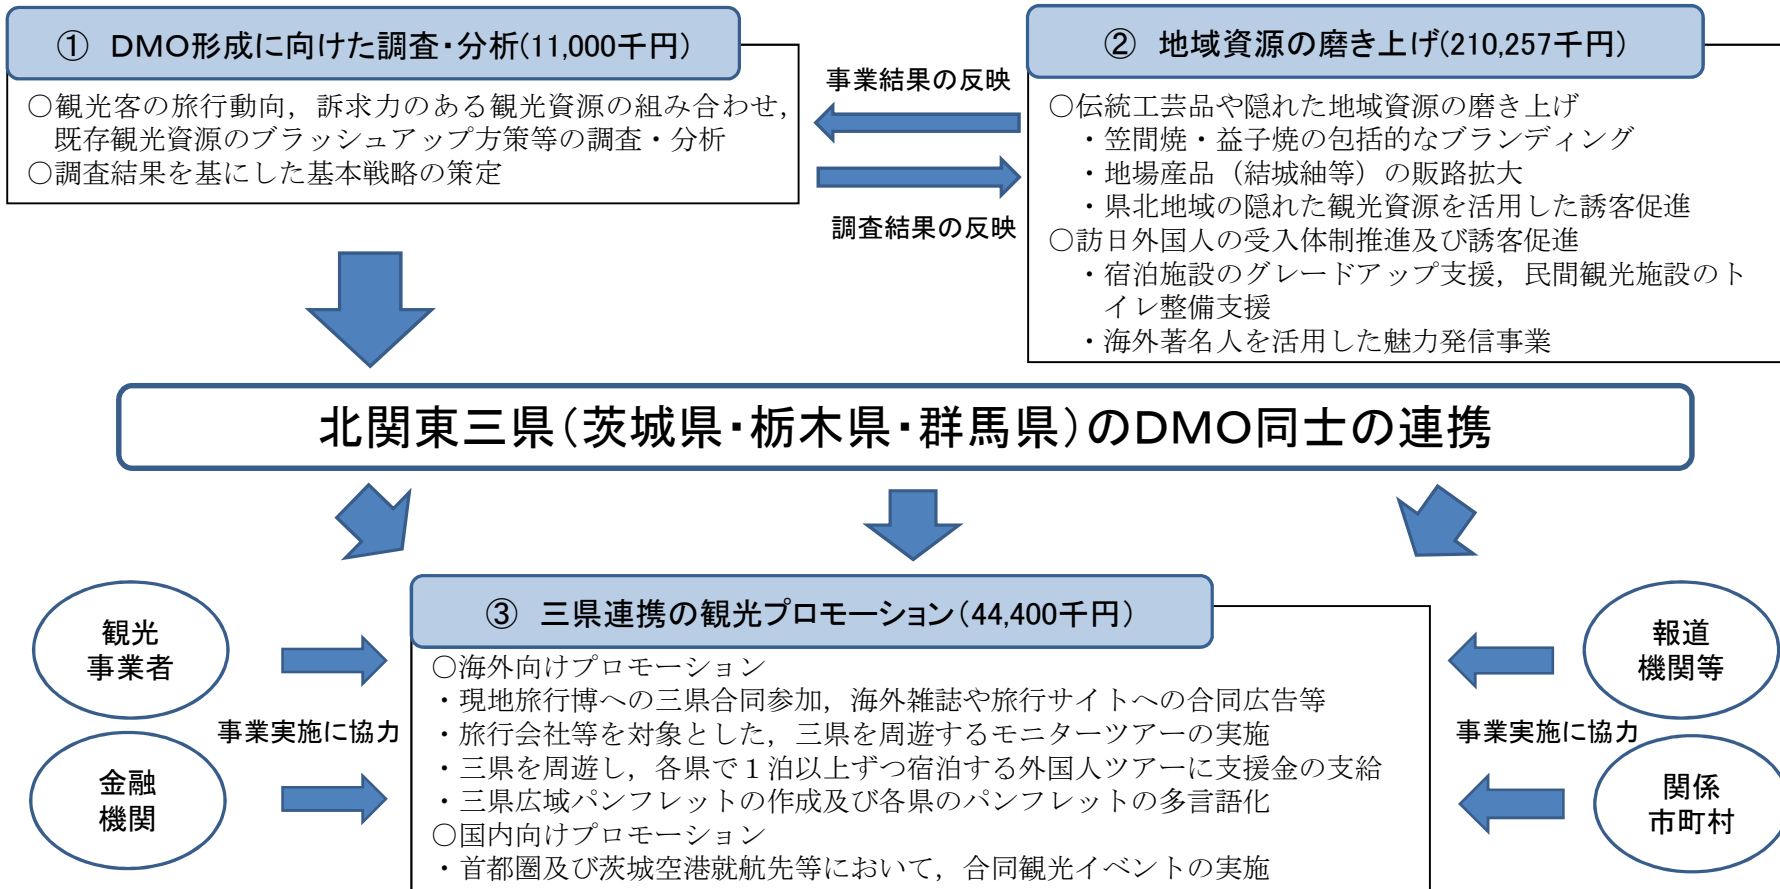 ① DMO形成に向けた調査・分析(11,000千円)
○観光客の旅行動向，訴求力のある観光資源の組み合わせ，
既存観光資源のブラッシュアップ方策等の調査・分析
○調査結果を基にした基本戦略の策定
事業結果の反映
調査結果の反映
② 地域資源の磨き上げ(210,257千円)
○伝統工芸品や隠れた地域資源の磨き上げ
・笠間焼・益子焼の包括的なブランディング
・地場産品（結城紬等）の販路拡大
・県北地域の隠れた観光資源を活用した誘客促進
○訪日外国人の受入体制推進及び誘客促進
・宿泊施設のグレードアップ支援，民間観光施設のト
イレ整備支援
・海外著名人を活用した魅力発信事業
北関東三県（茨城県・栃木県・群馬県）のDMO同士の連携
観光
事業者
事業実施に協力
金融
機関
③ 三県連携の観光プロモーション（44,400千円）
○海外向けプロモーション
・現地旅行博への三県合同参加，海外雑誌や旅行サイトへの合同広告等
・旅行会社等を対象とした，三県を周遊するモニターツアーの実施
・三県を周遊し，各県で１泊以上ずつ宿泊する外国人ツアーに支援金の支給
・三県広域パンフレットの作成及び各県のパンフレットの多言語化
○国内向けプロモーション
・首都圏及び茨城空港就航先等において，合同観光イベントの実施
報道
機関等
事業実施に協力
関係
市町村